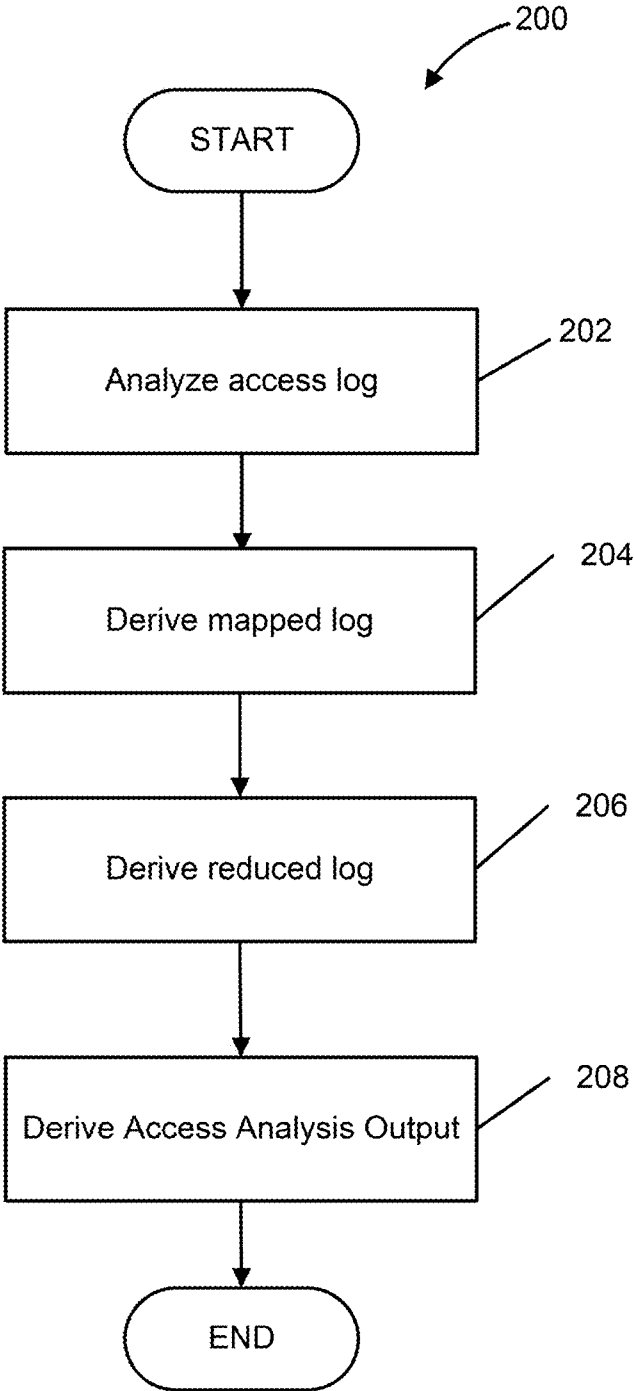 200
START
202
Analyze access log
204
Derive mapped log
206
Derive reduced log
208
Derive Access Analysis Output
END